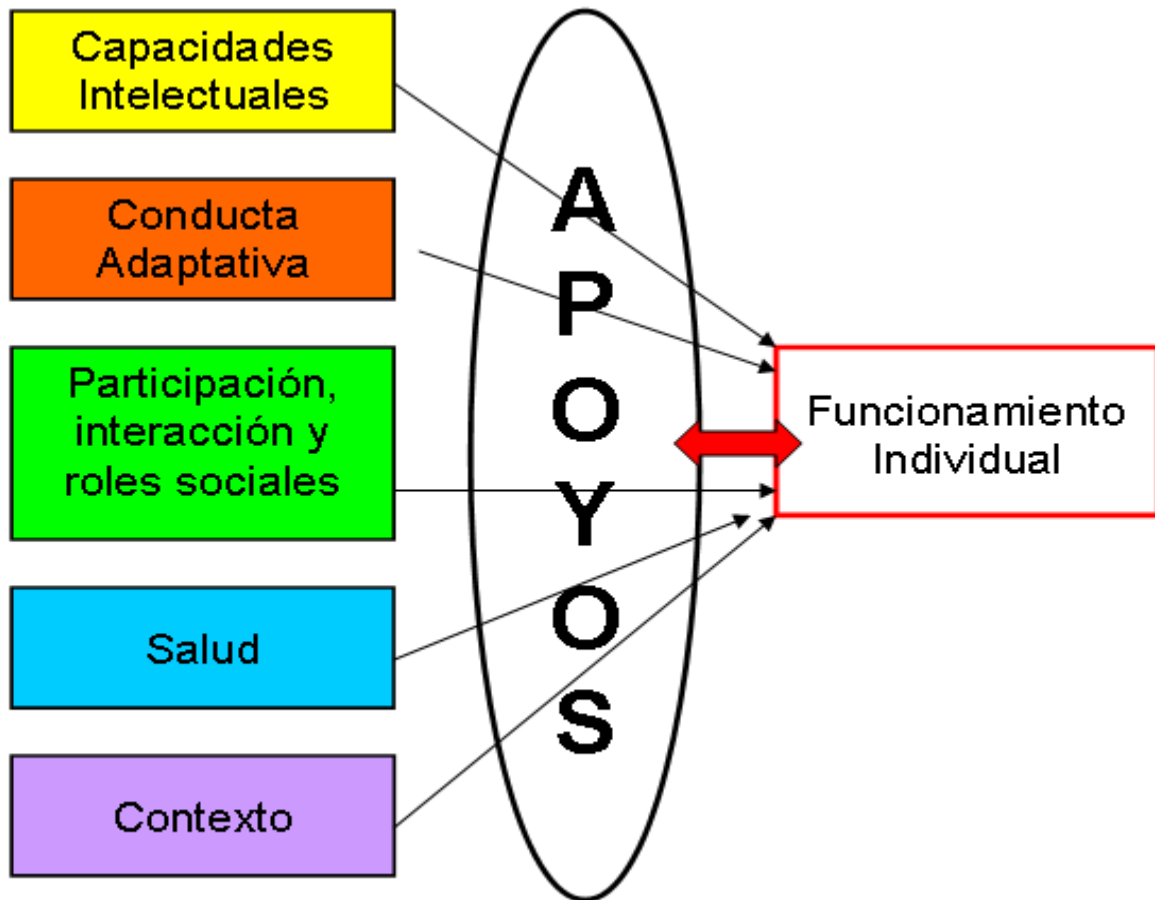 Capacidades
Intelectuales
Conducta
Adaptativa
Participación,
interacción y
roles sociales
Salud
Contexto
A
P
O
Y
O
S
Funcionamiento
Individual